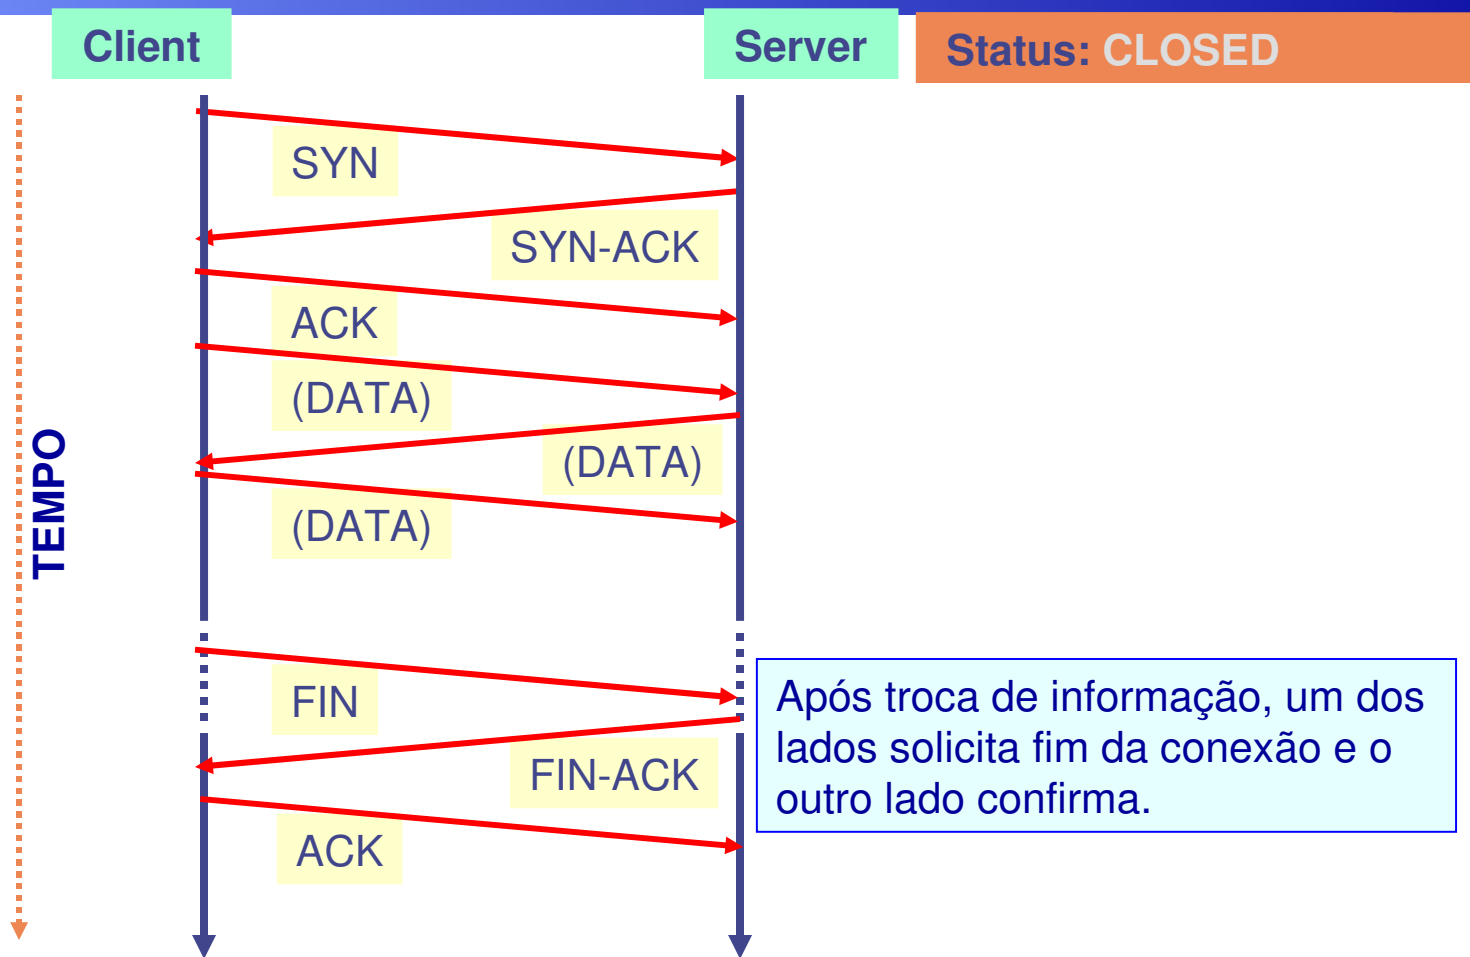 Client
Server
Status: CLOSED
SYN
SYN-ACK
ACK
(DATA)
(DATA)
(DATA)
TEMPO
FIN
FIN-ACK
ACK
Após troca de informação, um dos
lados solicita fim da conexão e o
outro lado confirma.